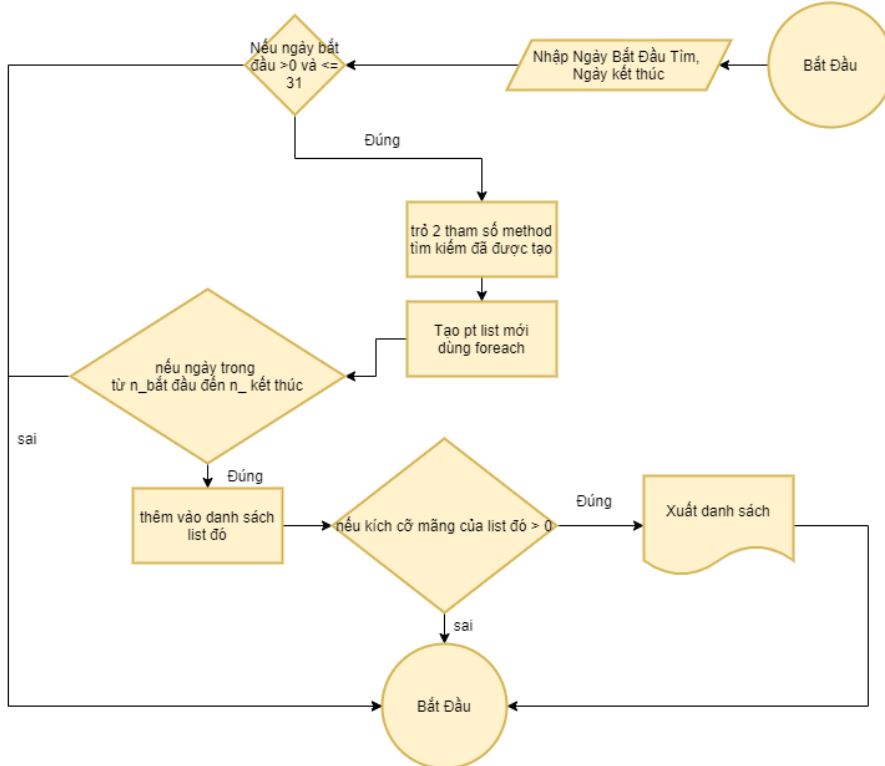 Bắt Đầu
Nhập Ngày Bắt Đầu Tìm,
Ngày kết thúc
Nếu ngày bắt
đầu >0 và <=
31
Đúng
trỏ 2 tham số method
tìm kiếm đã được tạo
Tạo pt list mới
dùng foreach
nếu ngày trong
từ n_bắt đầu đến n_ kết thúc
sai
Đúng
thêm vào danh sách
list đó
nếu kích cỡ mãng của list đó > 0
Đúng
Xuất danh sách
sai
Bắt Đầu